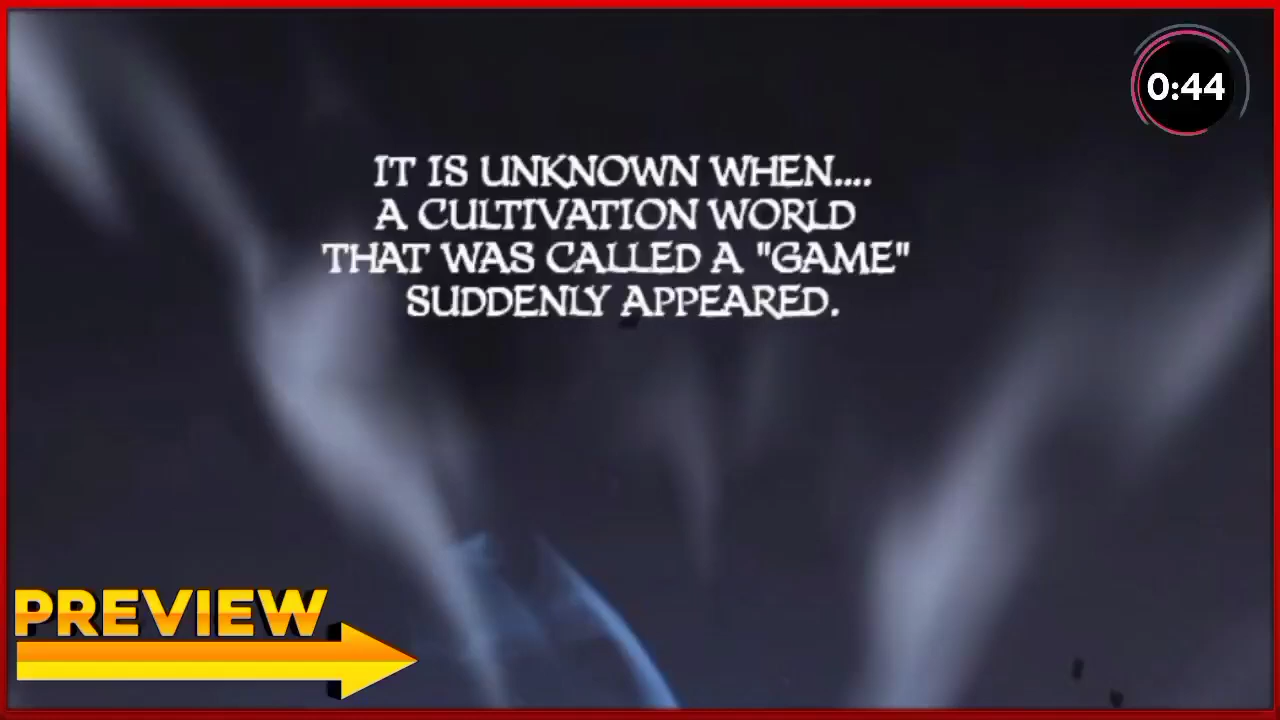 0:44
IT IS UNKNOWN WHEN....
A CULTIVATION WORLD
THAT WAS CALLED A "GAME"
SUDDENLY APPEARED.
PREVIEW